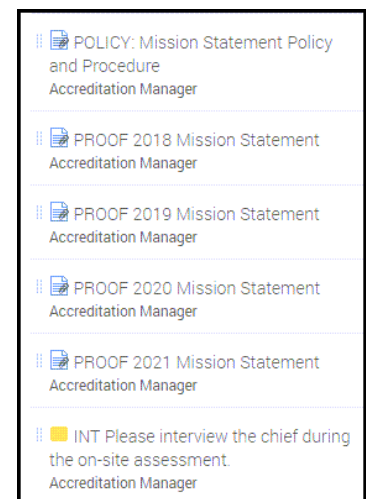 POLICY: Mission Statement Policy
and Procedure
Accreditation Manager
PROOF 2018 Mission Statement
Accreditation Manager
PROOF 2019 Mission Statement
Accreditation Manager
PROOF 2020 Mission Statement
Accreditation Manager
PROOF 2021 Mission Statement
Accreditation Manager
INT Please interview the chief during
the on-site assessment.
Accreditation Manager